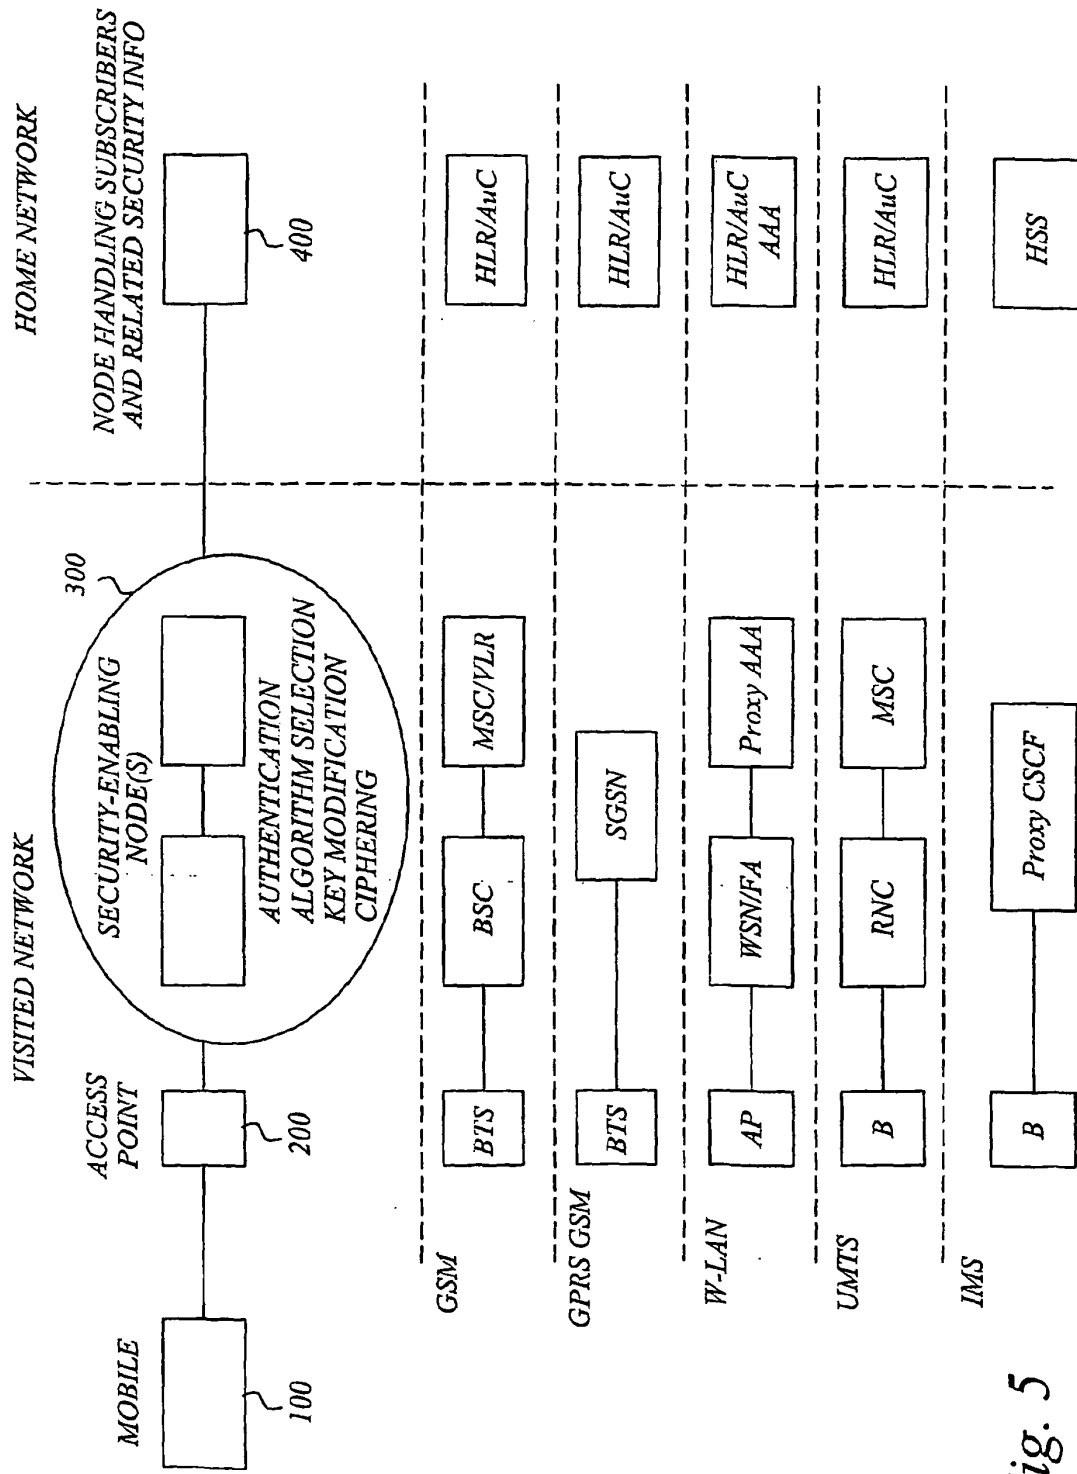 VISITED NETWORK
HOME NETWORK
MOBILE
100
ACCESS
POINT
200
SECURITY-ENABLING
NODE(S)
AUTHENTICATION
ALGORITHM SELECTION
KEY MODIFICATION
CIPHERING
300
NODE HANDLING SUBSCRIBERS
AND RELATED SECURITY INFO
400
GSM
BTS
BSC
MSC/VLR
HLR/AuC
GPRS GSM
BTS
SGSN
HLR/AuC
W-LAN
AP
WSN/FA
Proxy AAA
HLR/AuC
AAA
UMTS
B
RNC
MSC
HLR/AuC
IMS
B
Proxy CSCF
HSS
ig. 5